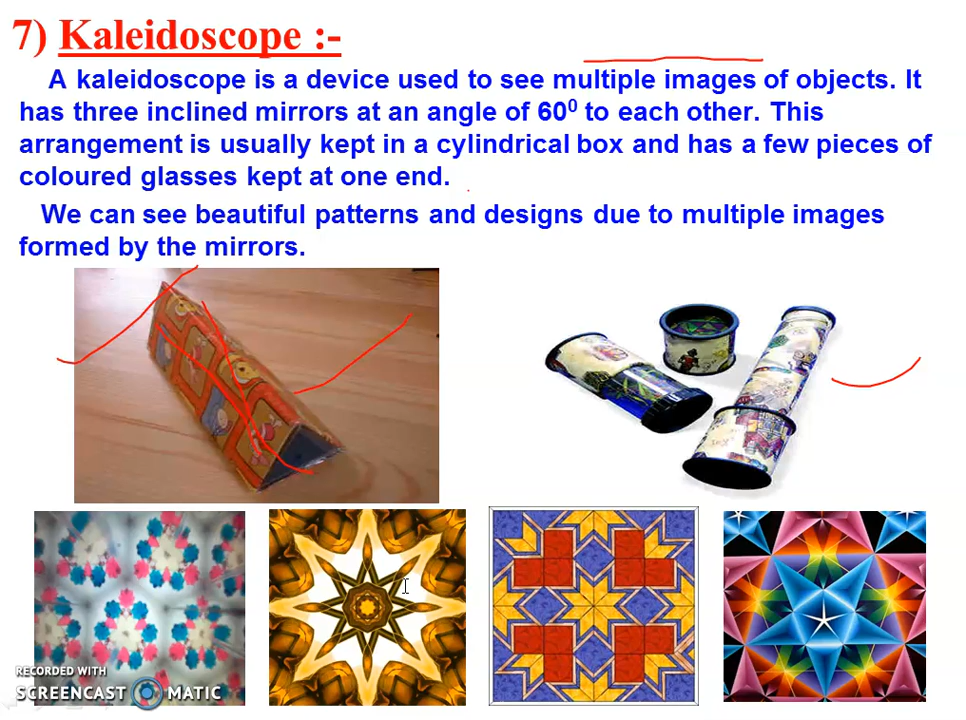 7) Kaleidoscope :-
A kaleidoscope is a device used to see multiple images of objects. It
has three inclined mirrors at an angle of 60⁰ to each other. This
arrangement is usually kept in a cylindrical box and has a few pieces of
coloured glasses kept at one end.
We can see beautiful patterns and designs due to multiple images
formed by the mirrors.
RECORDED WITH
SCREENCAST MATIC